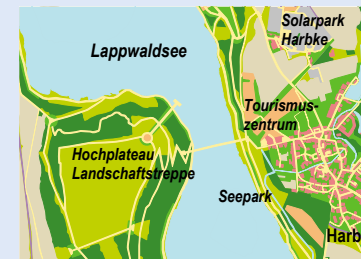 Solarpark
Harbke
Lappwaldsee
Tourismus-
zentrum
Hochplateau
Landschaftstreppe
Seepark
Harb